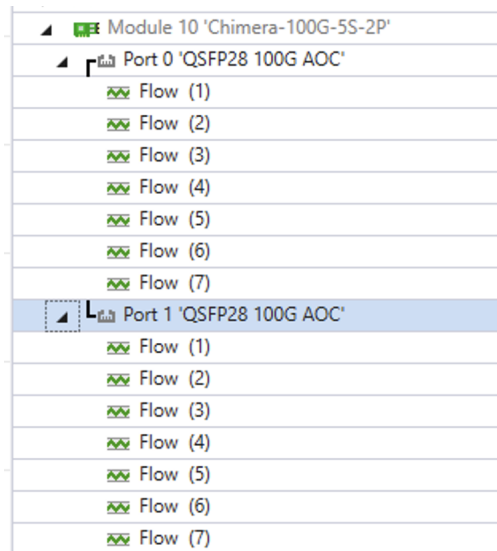 Module 10 'Chimera-100G-5S-2P'
Port 0 'QSFP28 100G AOC'
Flow (1)
Flow (2)
Flow (3)
Flow (4)
Flow (5)
Flow (6)
Flow (7)
Port 1 'QSFP28 100G AOC'
Flow (1)
Flow (2)
Flow (3)
Flow (4)
Flow (5)
Flow (6)
Flow (7)